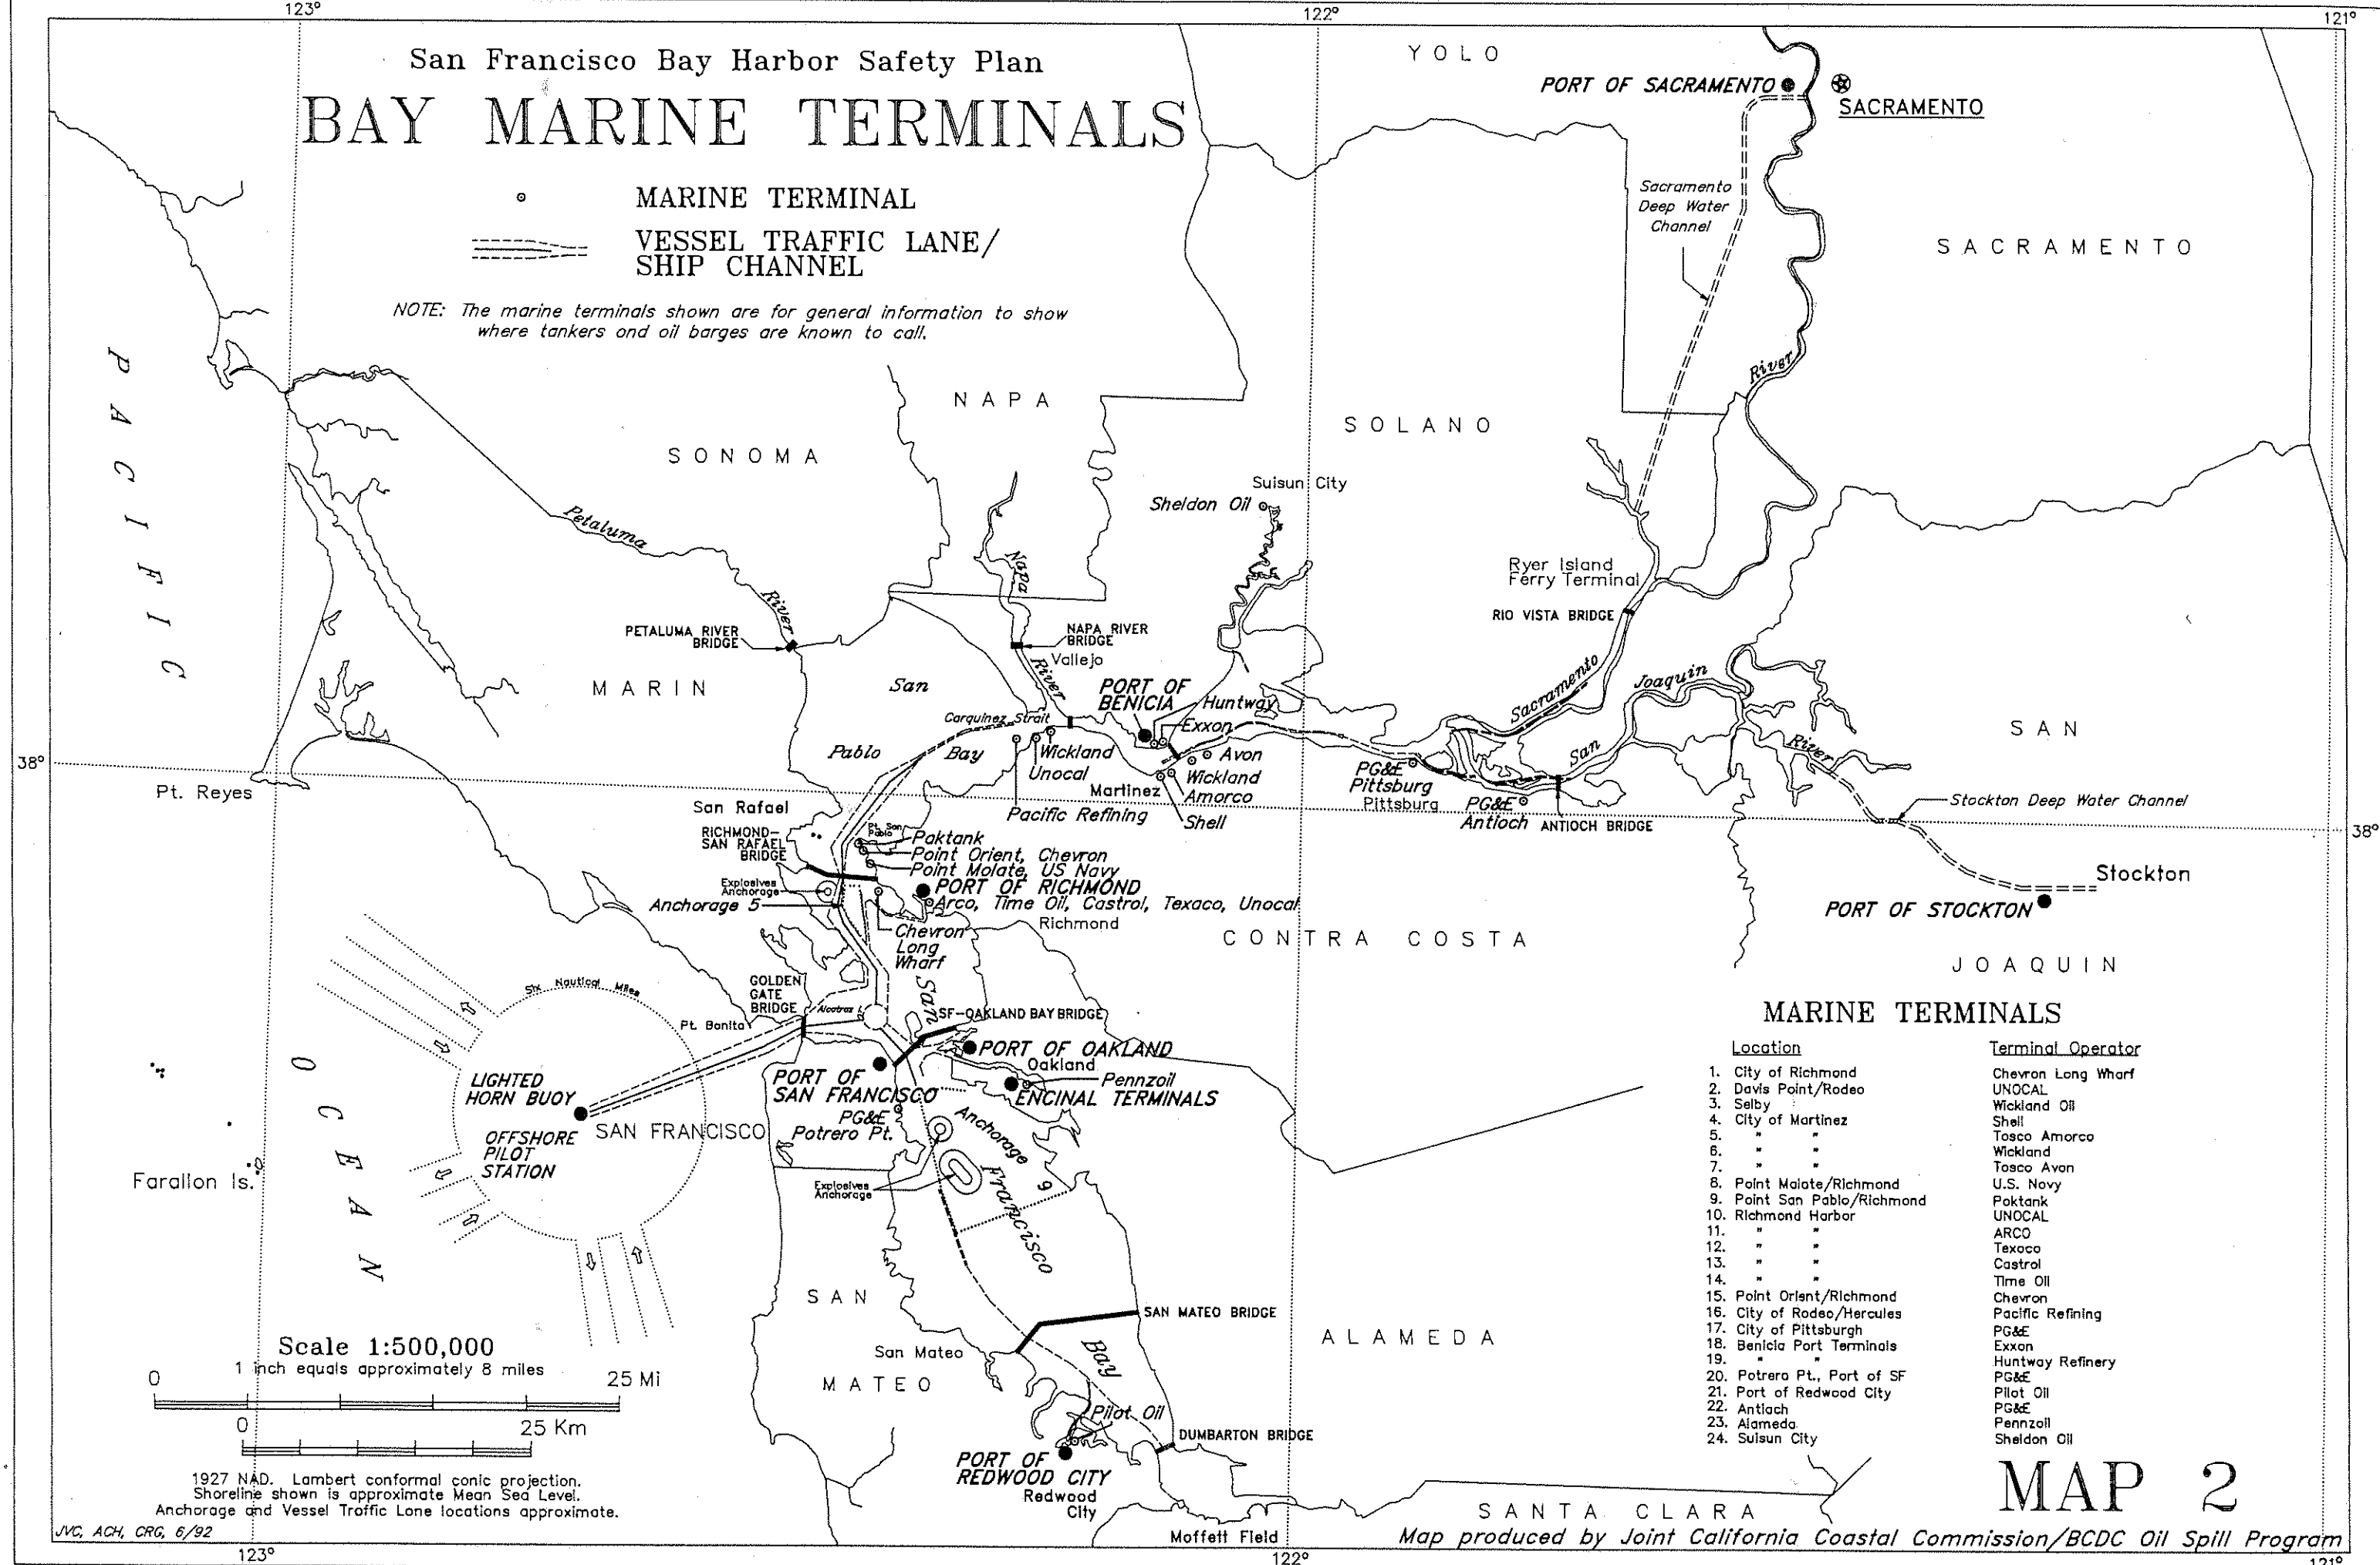 123°
122°
121°
San Francisco Bay Harbor Safety Plan
BAY MARINE TERMINALS
MARINE TERMINAL
VESSEL TRAFFIC LANE/
SHIP CHANNEL
NOTE: The marine terminals shown are for general information to show
where tankers ond oil barges are known to call.
YOLO
PORT OF SACRAMENTO
SACRAMENTO
Sacramento
Deep Water
Channel
SACRAMENTO
River
PACIFIC
OCEAN
NAPA
SONOMA
SOLANO
Suisun City
Sheldon Oil
Petaluma
River
Napa
River
Ryer Island
Ferry Terminal
RIO VISTA BRIDGE
PETALUMA RIVER
BRIDGE
NAPA RIVER
BRIDGE
Vallejo
MARIN
San
Pablo
Bay
Carquinez Strait
PORT OF
BENICIA
Huntway
Exxon
Wickland
Unocal
Avon
Wickland
Martinez
Amorco
Pacific Refining
Shell
Sacramento
San
Joaquin
River
SAN
JOAQUIN
PG&E
Pittsburg
Pittsburg
PG&E
Antioch
ANTIOCH BRIDGE
Stockton Deep Water Channel
Stockton
PORT OF STOCKTON
38°
38°
Pt. Reyes
San Rafael
RICHMOND-
SAN RAFAEL
BRIDGE
Pt. San
Pablo
Paktank
Point Orient, Chevron
Point Molate, US Navy
PORT OF RICHMOND
Arco, Time Oil, Castrol, Texaco, Unocal
Richmond
Explosives
Anchorage
Anchorage 5
Chevron
Long
Wharf
CONTRA COSTA
Six Nautical Miles
GOLDEN
GATE
BRIDGE
Alcatraz I.
Pt. Bonita
San
Francisco
Bay
SF-OAKLAND BAY BRIDGE
PORT OF OAKLAND
Oakland
Pennzoil
ENCINAL TERMINALS
PORT OF
SAN FRANCISCO
PG&E
Potrero Pt.
LIGHTED
HORN BUOY
OFFSHORE
PILOT
STATION
SAN FRANCISCO
Anchorage 9
Explosives
Anchorage
Farallon Is.
SAN
MATEO
San Mateo
SAN MATEO BRIDGE
ALAMEDA
Pilot Oil
DUMBARTON BRIDGE
PORT OF
REDWOOD CITY
Redwood
City
Moffett Field
SANTA CLARA
Scale 1:500,000
1 inch equals approximately 8 miles
0 25 Mi
0 25 Km
1927 NAD. Lambert conformal conic projection.
Shoreline shown is approximate Mean Sea Level.
Anchorage and Vessel Traffic Lane locations approximate.
JVC, ACH, CRG, 6/92
MARINE TERMINALS
Location Terminal Operator
1. City of Richmond Chevron Long Wharf
2. Davis Point/Rodeo UNOCAL
3. Selby Wickland Oil
4. City of Martinez Shell
5. " " Tosco Amorco
6. " " Wickland
7. " " Tosco Avon
8. Point Molate/Richmond U.S. Navy
9. Point San Pablo/Richmond Paktank
10. Richmond Harbor UNOCAL
11. " " ARCO
12. " " Texaco
13. " " Castrol
14. " " Time Oil
15. Point Orient/Richmond Chevron
16. City of Rodeo/Hercules Pacific Refining
17. City of Pittsburgh PG&E
18. Benicia Port Terminals Exxon
19. " " Huntway Refinery
20. Potrero Pt., Port of SF PG&E
21. Port of Redwood City Pilot Oil
22. Antioch PG&E
23. Alameda Pennzoil
24. Suisun City Sheldon Oil
MAP 2
Map produced by Joint California Coastal Commission/BCDC Oil Spill Program
123°
122°
121°